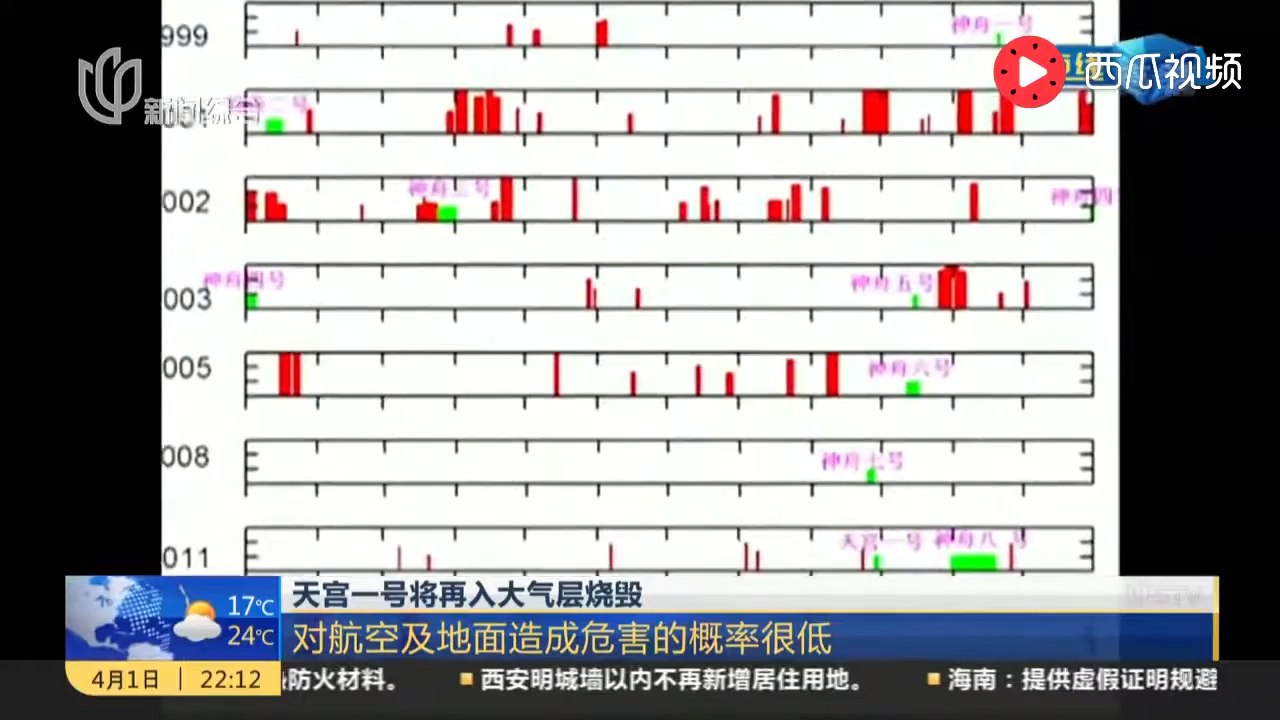 999
神舟一号
西瓜视频
新闻综合
二号
002
神舟三号
神舟四
003
神舟四号
神舟五号
005
神舟六号
008
神舟七号
011
天宫一号
神舟八号
天宫一号将再入大气层烧毁
17℃
24℃
对航空及地面造成危害的概率很低
4月1日
22:12
防火材料。
西安明城墙以内不再新增居住用地。
海南：提供虚假证明规避